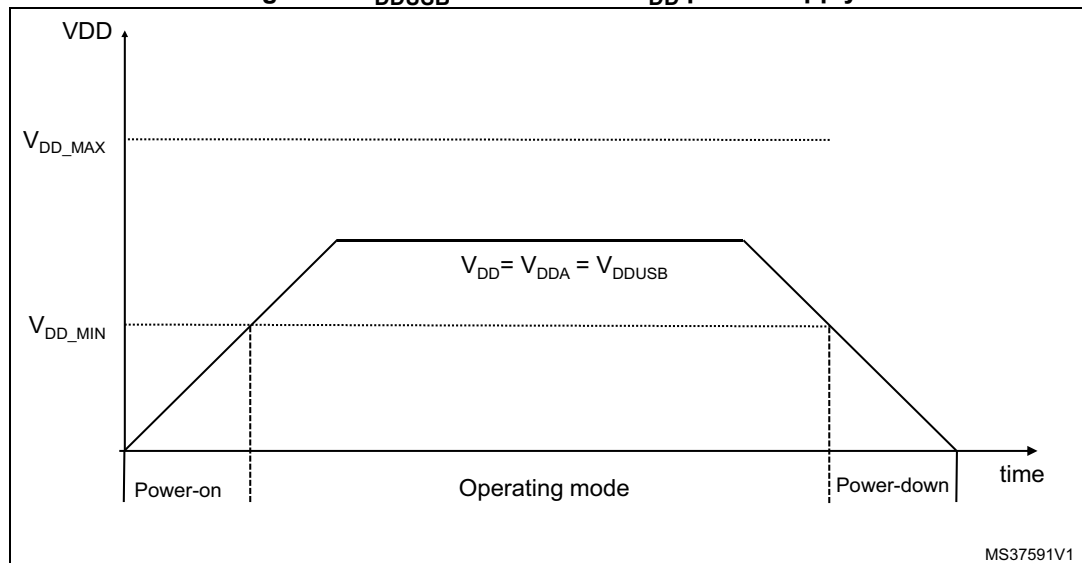 VDD
V_DD_MAX
V_DD= V_DDA = V_DDUSB
V_DD_MIN
Power-on
Operating mode
Power-down
time
MS37591V1